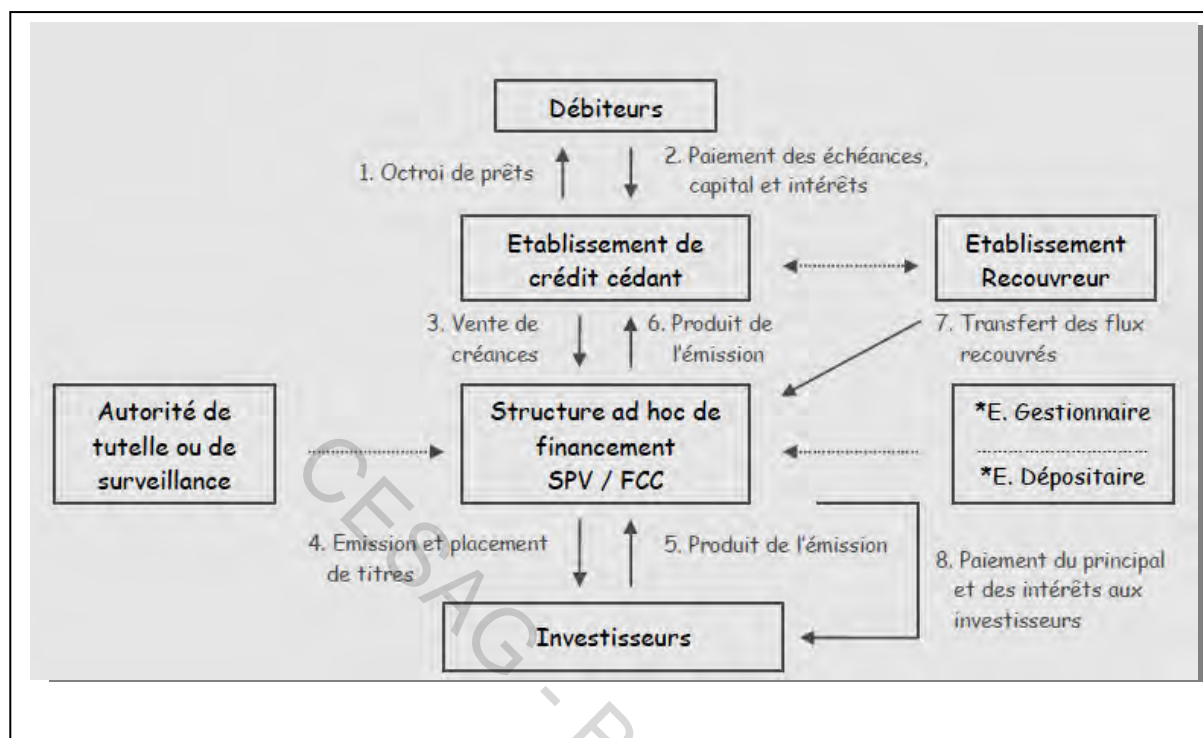 Débiteurs
1. Octroi de prêts
2. Paiement des échéances,
capital et intérêts
Etablissement de
crédit cédant
Etablissement
Recouvreur
3. Vente de
créances
6. Produit de
l'émission
7. Transfert des flux
recouvrés
Autorité de
tutelle ou de
surveillance
Structure ad hoc de
financement
SPV / FCC
*E. Gestionnaire
*E. Dépositaire
4. Emission et placement
de titres
5. Produit de l'émission
8. Paiement du principal
et des intérêts aux
investisseurs
Investisseurs
CESAG -